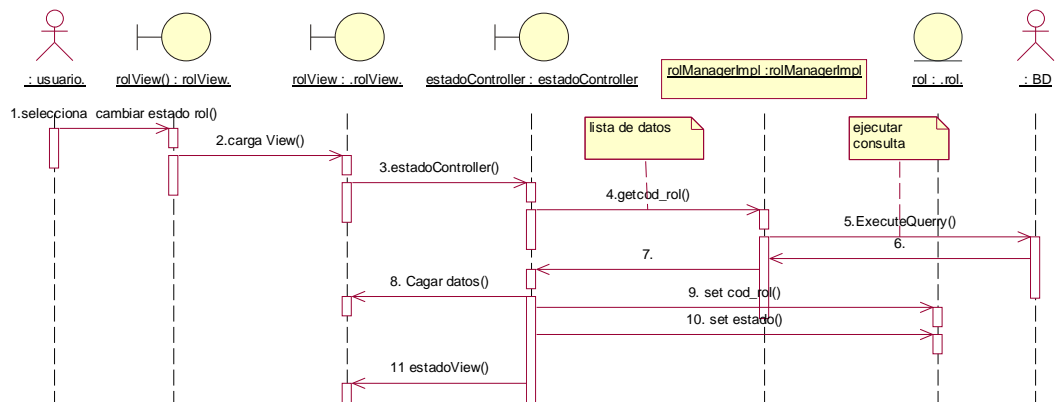 : usuario.
rolView() : rolView.
rolView : .rolView.
estadoController : estadoController
rolManagerImpl :rolManagerImpl
rol : .rol.
: BD
1.selecciona cambiar estado rol()
lista de datos
ejecutar
consulta
2.carga View()
3.estadoController()
4.getcod_rol()
5.ExecuteQuerry()
6.
7.
8. Cagar datos()
9. set cod_rol()
10. set estado()
11 estadoView()